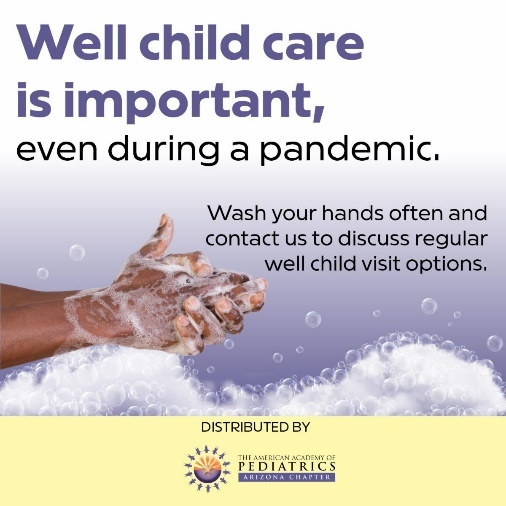 Well child care
is important,
even during a pandemic.
Wash your hands often and
contact us to discuss regular
well child visit options.
DISTRIBUTED BY
THE AMERICAN ACADEMY OF
PEDIATRICS
ARIZONA CHAPTER